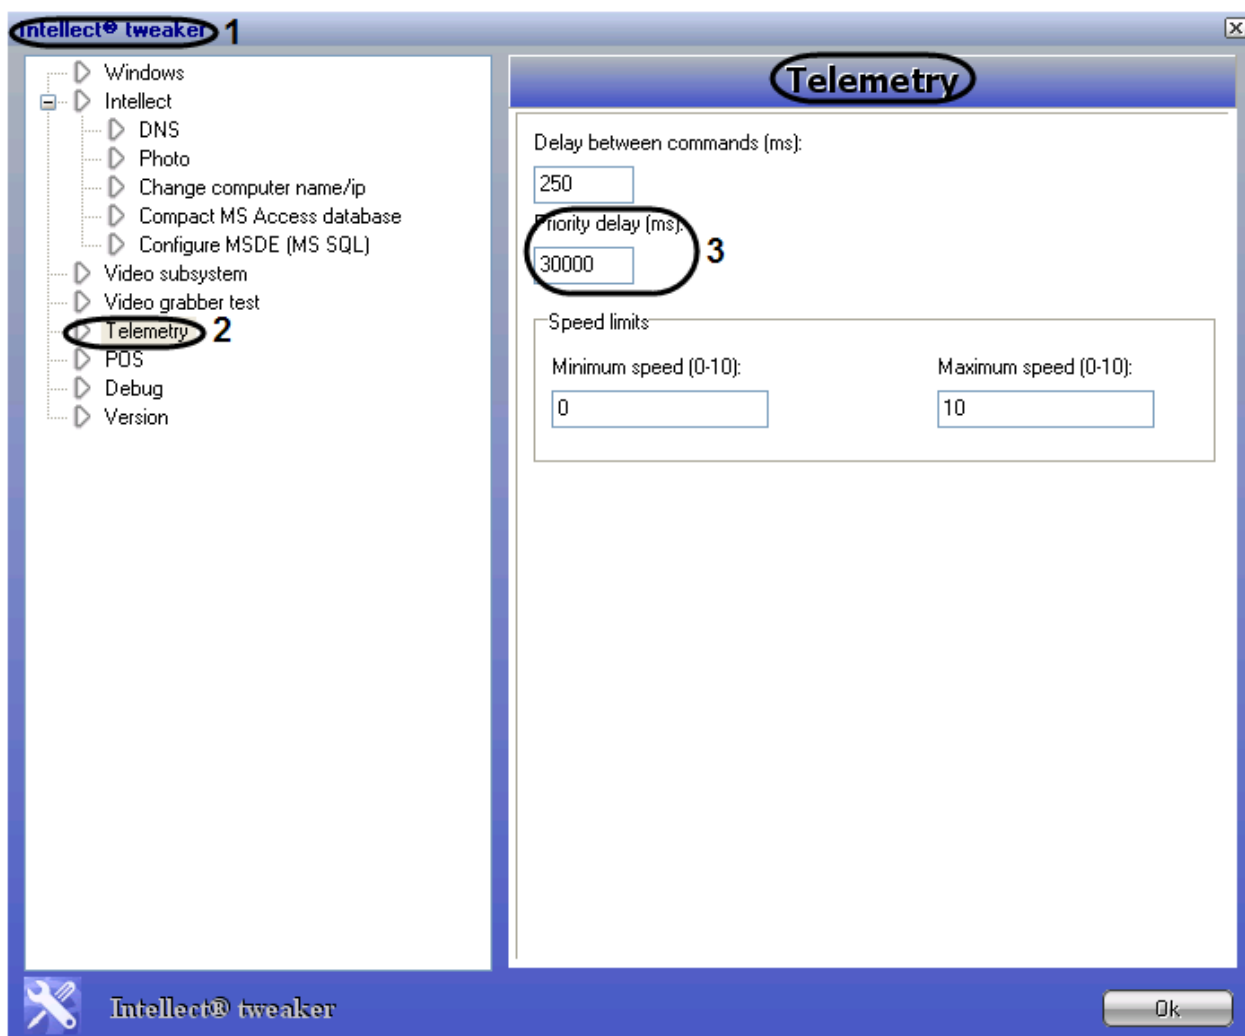 Intellect® tweaker 1
Windows
Intellect
DNS
Photo
Change computer name/ip
Compact MS Access database
Configure MSDE (MS SQL)
Video subsystem
Video grabber test
Telemetry 2
POS
Debug
Version
Telemetry
Delay between commands (ms):
250
Priority delay (ms):
30000
3
Speed limits
Minimum speed (0-10): Maximum speed (0-10):
0 10
Intellect® tweaker
Ok